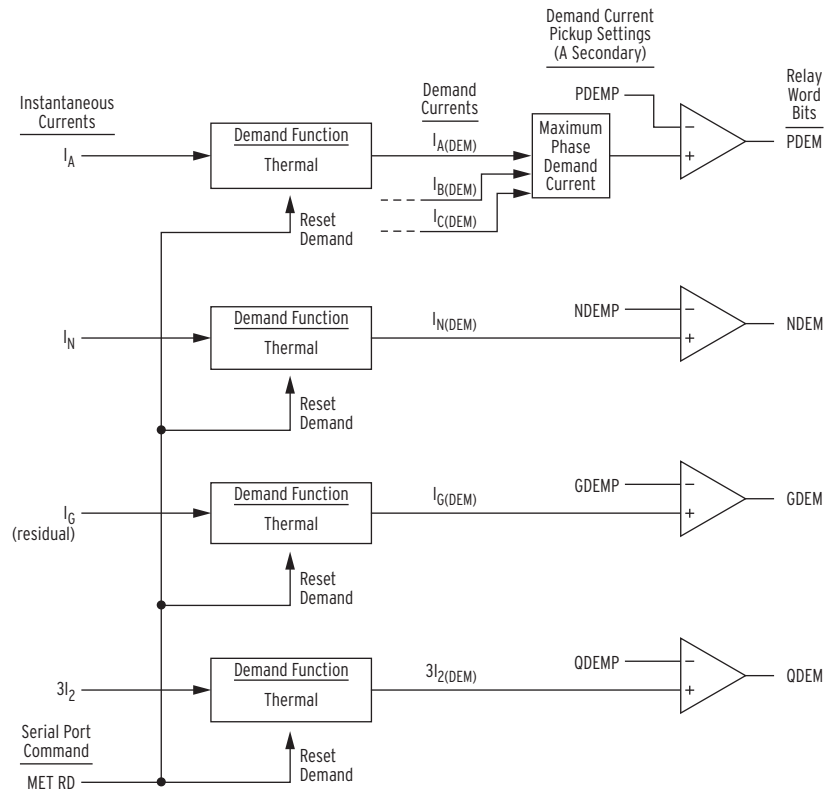 Demand Current
Pickup Settings
(A Secondary)
Relay
Word
Bits
Instantaneous
Currents
Demand
Currents
PDEMP
PDEM
I_A
Demand Function
Thermal
I_A(DEM)
I_B(DEM)
I_C(DEM)
Maximum
Phase
Demand
Current
−
+
Reset
Demand
I_N
Demand Function
Thermal
I_N(DEM)
NDEMP
−
+
NDEM
Reset
Demand
I_G
(residual)
Demand Function
Thermal
I_G(DEM)
GDEMP
−
+
GDEM
Reset
Demand
3I_2
Demand Function
Thermal
3I_2(DEM)
QDEMP
−
+
QDEM
Reset
Demand
Serial Port
Command
MET RD